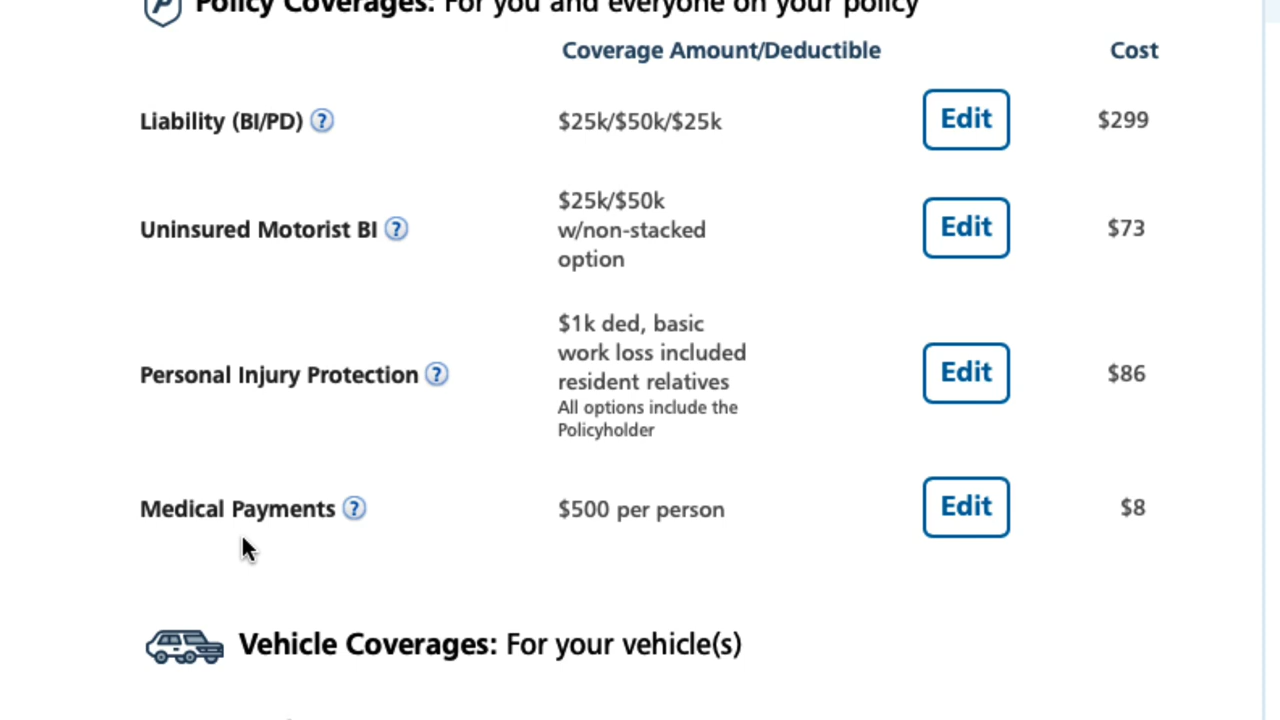 Policy Coverages: For you and everyone on your policy
Coverage Amount/Deductible Cost
Liability (BI/PD) ? $25k/$50k/$25k Edit $299
Uninsured Motorist BI ? $25k/$50k
w/non-stacked
option Edit $73
Personal Injury Protection ? $1k ded, basic
work loss included
resident relatives
All options include the
Policyholder Edit $86
Medical Payments ? $500 per person Edit $8
Vehicle Coverages: For your vehicle(s)